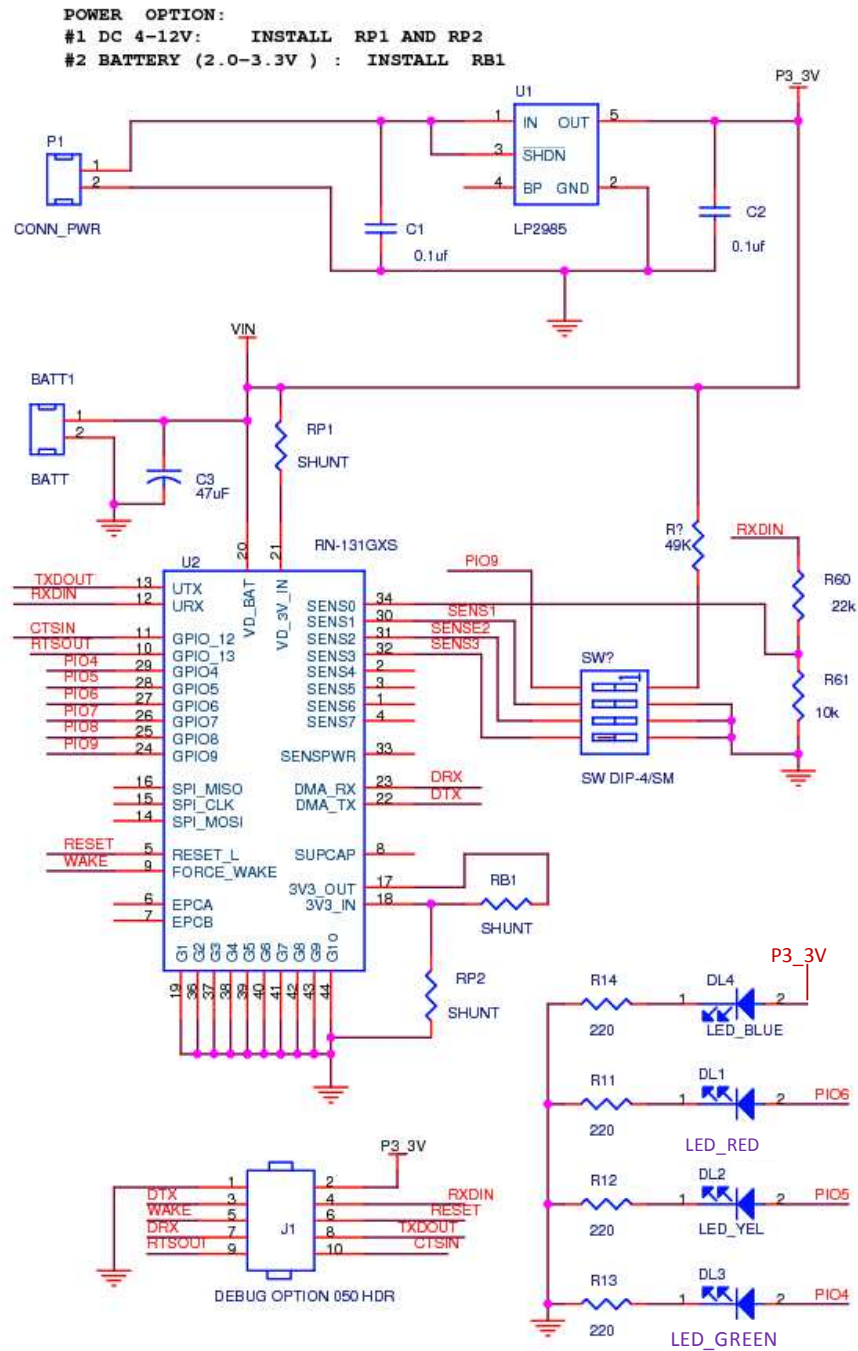 POWER OPTION:
#1 DC 4-12V: INSTALL RP1 AND RP2
#2 BATTERY (2.0-3.3V ) : INSTALL RB1
P3_3V
U1
1 IN OUT 5
3 SHDN
4 BP GND 2
LP2985
P1
1
2
CONN_PWR
C1
0.1uf
C2
0.1uf
VIN
BATT1
1
2
BATT
C3
47uF
RP1
SHUNT
R?
49K
RXDIN
PIO9
R60
22k
R61
10k
U2
RN-131GXS
20
21
VD_BAT
VD_3V_IN
TXDOUT 13 UTX
RXDIN 12 URX
CTSIN 11 GPIO_12
RTSOUT 10 GPIO_13
PIO4 29 GPIO4
PIO5 28 GPIO5
PIO6 27 GPIO6
PIO7 26 GPIO7
PIO8 25 GPIO8
PIO9 24 GPIO9
16 SPI_MISO
15 SPI_CLK
14 SPI_MOSI
RESET 5 RESET_L
WAKE 9 FORCE_WAKE
6 EPCA
7 EPCB
SENS0 34
SENS1 30 SENS1
SENS2 31 SENSE2
SENS3 32 SENS3
SENS4 2
SENS5 3
SENS6 1
SENS7 4
SENSPWR 33
DMA_RX 23 DRX
DMA_TX 22 DTX
SUPCAP 8
3V3_OUT 17
3V3_IN 18
G1 G2 G3 G4 G5 G6 G7 G8 G9 G10
19 36 37 38 39 40 41 42 43 44
SW?
1
SW DIP-4/SM
RB1
SHUNT
RP2
SHUNT
P3_3V
R14
220
1
DL4
2
LED_BLUE
R11
220
1
DL1
2
PIO6
LED_RED
R12
220
1
DL2
2
PIO5
LED_YEL
R13
220
1
DL3
2
PIO4
LED_GREEN
P3_3V
1 2
DTX 3 4 RXDIN
WAKE 5 6 RESET
DRX 7 8 TXDOUT
RTSOUT 9 10 CTSIN
J1
DEBUG OPTION 050 HDR